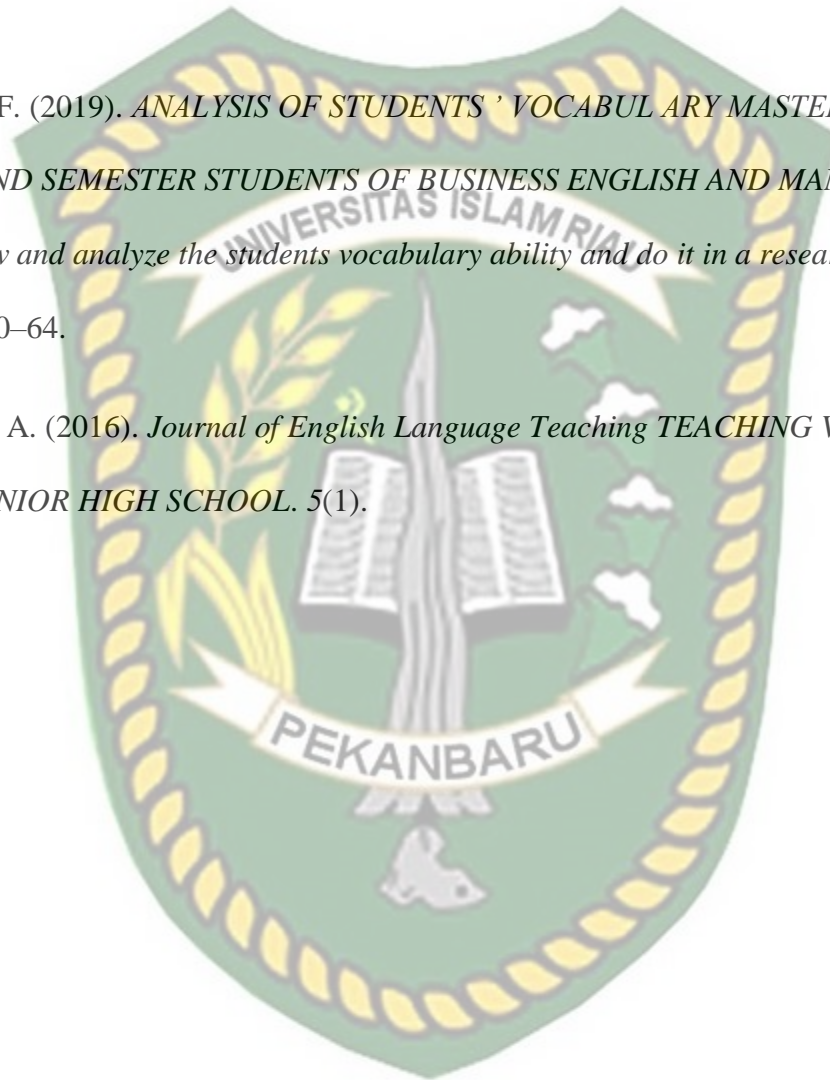 F. (2019). ANALYSIS OF STUDENTS ’ VOCABUL ARY MASTE
ND SEMESTER STUDENTS OF BUSINESS ENGLISH AND MA
and analyze the students vocabulary ability and do it in a resea
0–64.
A. (2016). Journal of English Language Teaching TEACHING
NIOR HIGH SCHOOL. 5(1).
UNIVERSITAS ISLAM RIAU
PEKANBARU